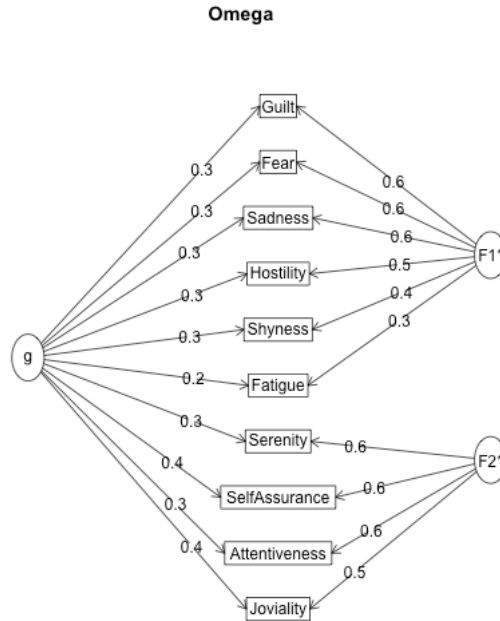 Omega
Guilt
0.3
0.6
Fear
0.3
0.6
Sadness
0.3
0.6
F1*
Hostility
0.3
0.5
Shyness
0.3
0.4
g
Fatigue
0.2
0.3
Serenity
0.3
0.6
F2*
SelfAssurance
0.4
0.6
Attentiveness
0.3
0.6
Joviality
0.4
0.5